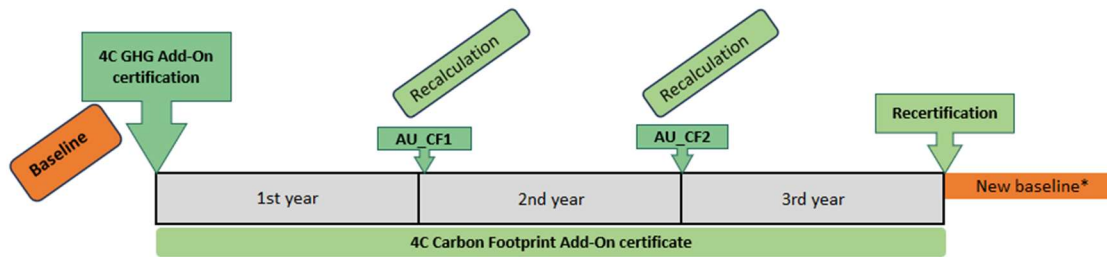 4C GHG Add-On
certification
Baseline
Recalculation
AU_CF1
Recalculation
AU_CF2
Recertification
1st year
2nd year
3rd year
New baseline*
4C Carbon Footprint Add-On certificate